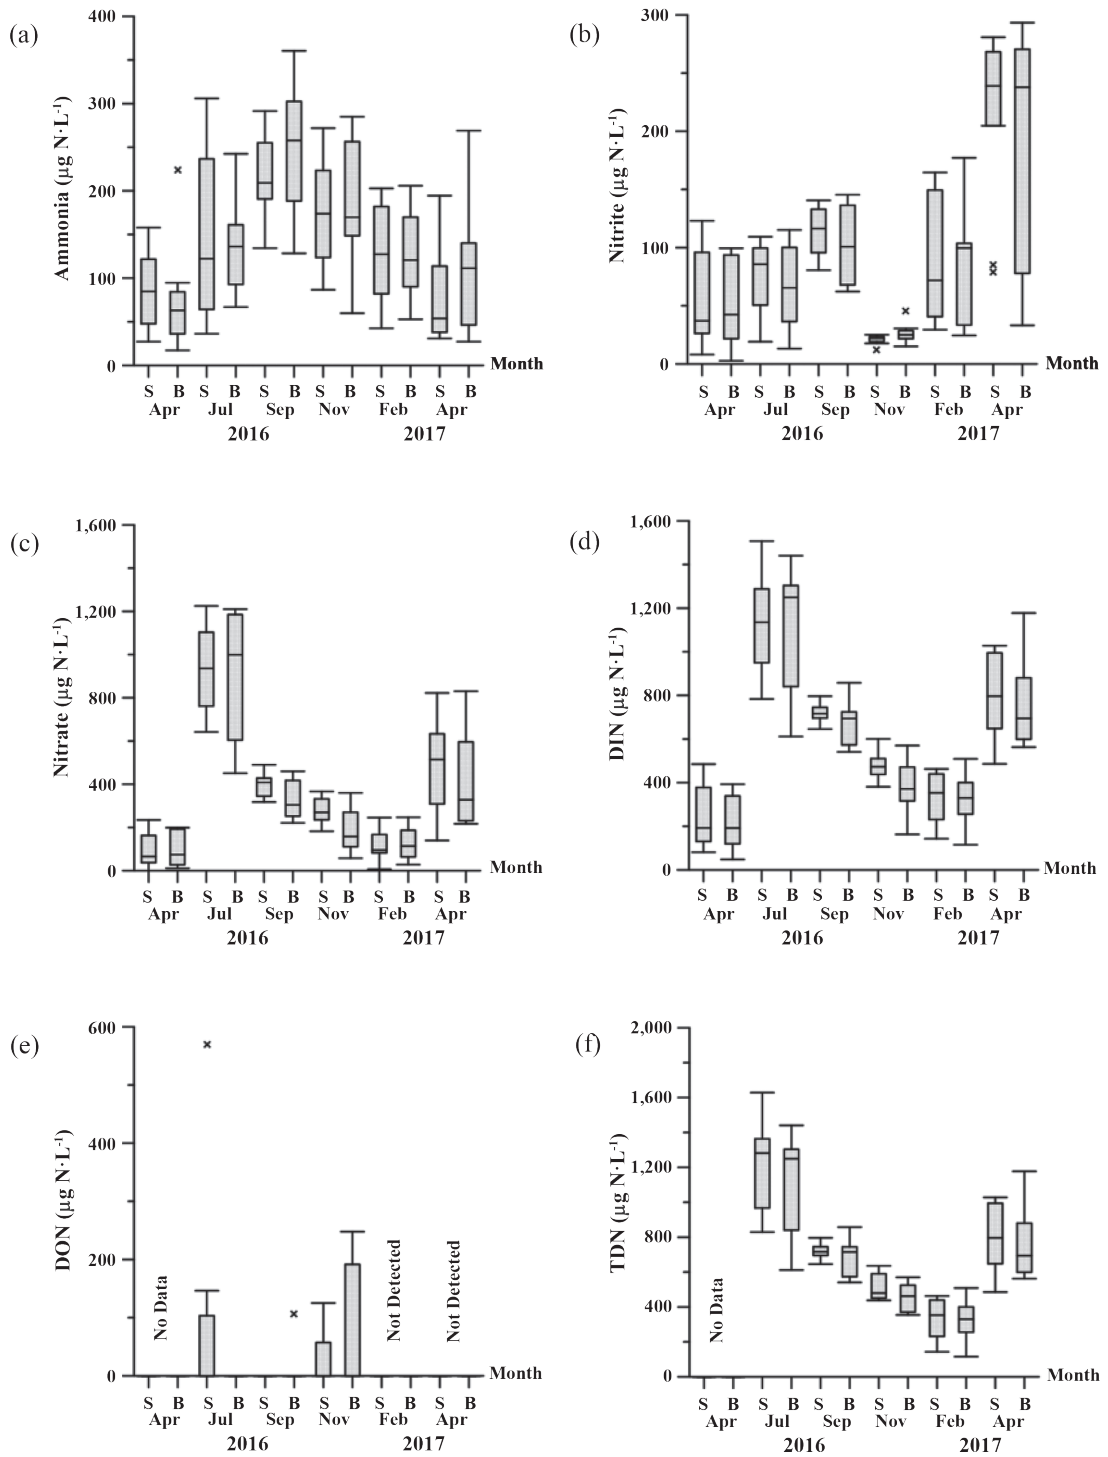 (a)
Ammonia (μg N·L⁻¹)
400
300
200
100
0
Month
S B S B S B S B S B S B
Apr Jul Sep Nov Feb Apr
2016 2017
(b)
Nitrite (μg N·L⁻¹)
300
200
100
0
Month
S B S B S B S B S B S B
Apr Jul Sep Nov Feb Apr
2016 2017
(c)
Nitrate (μg N·L⁻¹)
1,600
1,200
800
400
0
Month
S B S B S B S B S B S B
Apr Jul Sep Nov Feb Apr
2016 2017
(d)
DIN (μg N·L⁻¹)
1,600
1,200
800
400
0
Month
S B S B S B S B S B S B
Apr Jul Sep Nov Feb Apr
2016 2017
(e)
DON (μg N·L⁻¹)
600
400
200
0
No Data
Not Detected
Not Detected
Month
S B S B S B S B S B S B
Apr Jul Sep Nov Feb Apr
2016 2017
(f)
TDN (μg N·L⁻¹)
2,000
1,600
1,200
800
400
0
No Data
Month
S B S B S B S B S B S B
Apr Jul Sep Nov Feb Apr
2016 2017